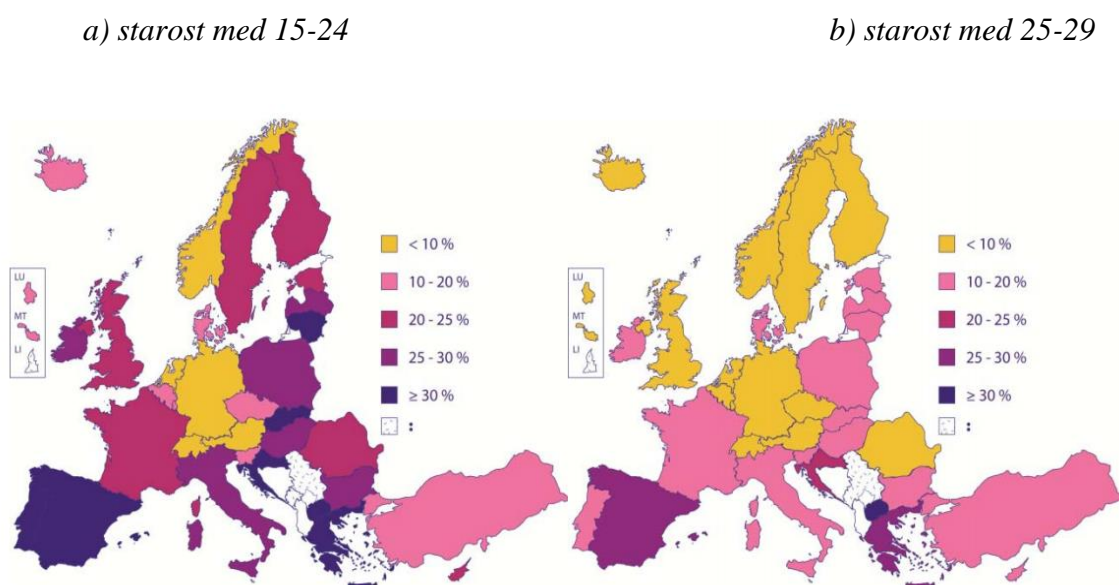 a) starost med 15-24
b) starost med 25-29
LU
MT
LI
< 10 %
10 - 20 %
20 - 25 %
25 - 30 %
≥ 30 %
:
LU
MT
LI
< 10 %
10 - 20 %
20 - 25 %
25 - 30 %
≥ 30 %
: